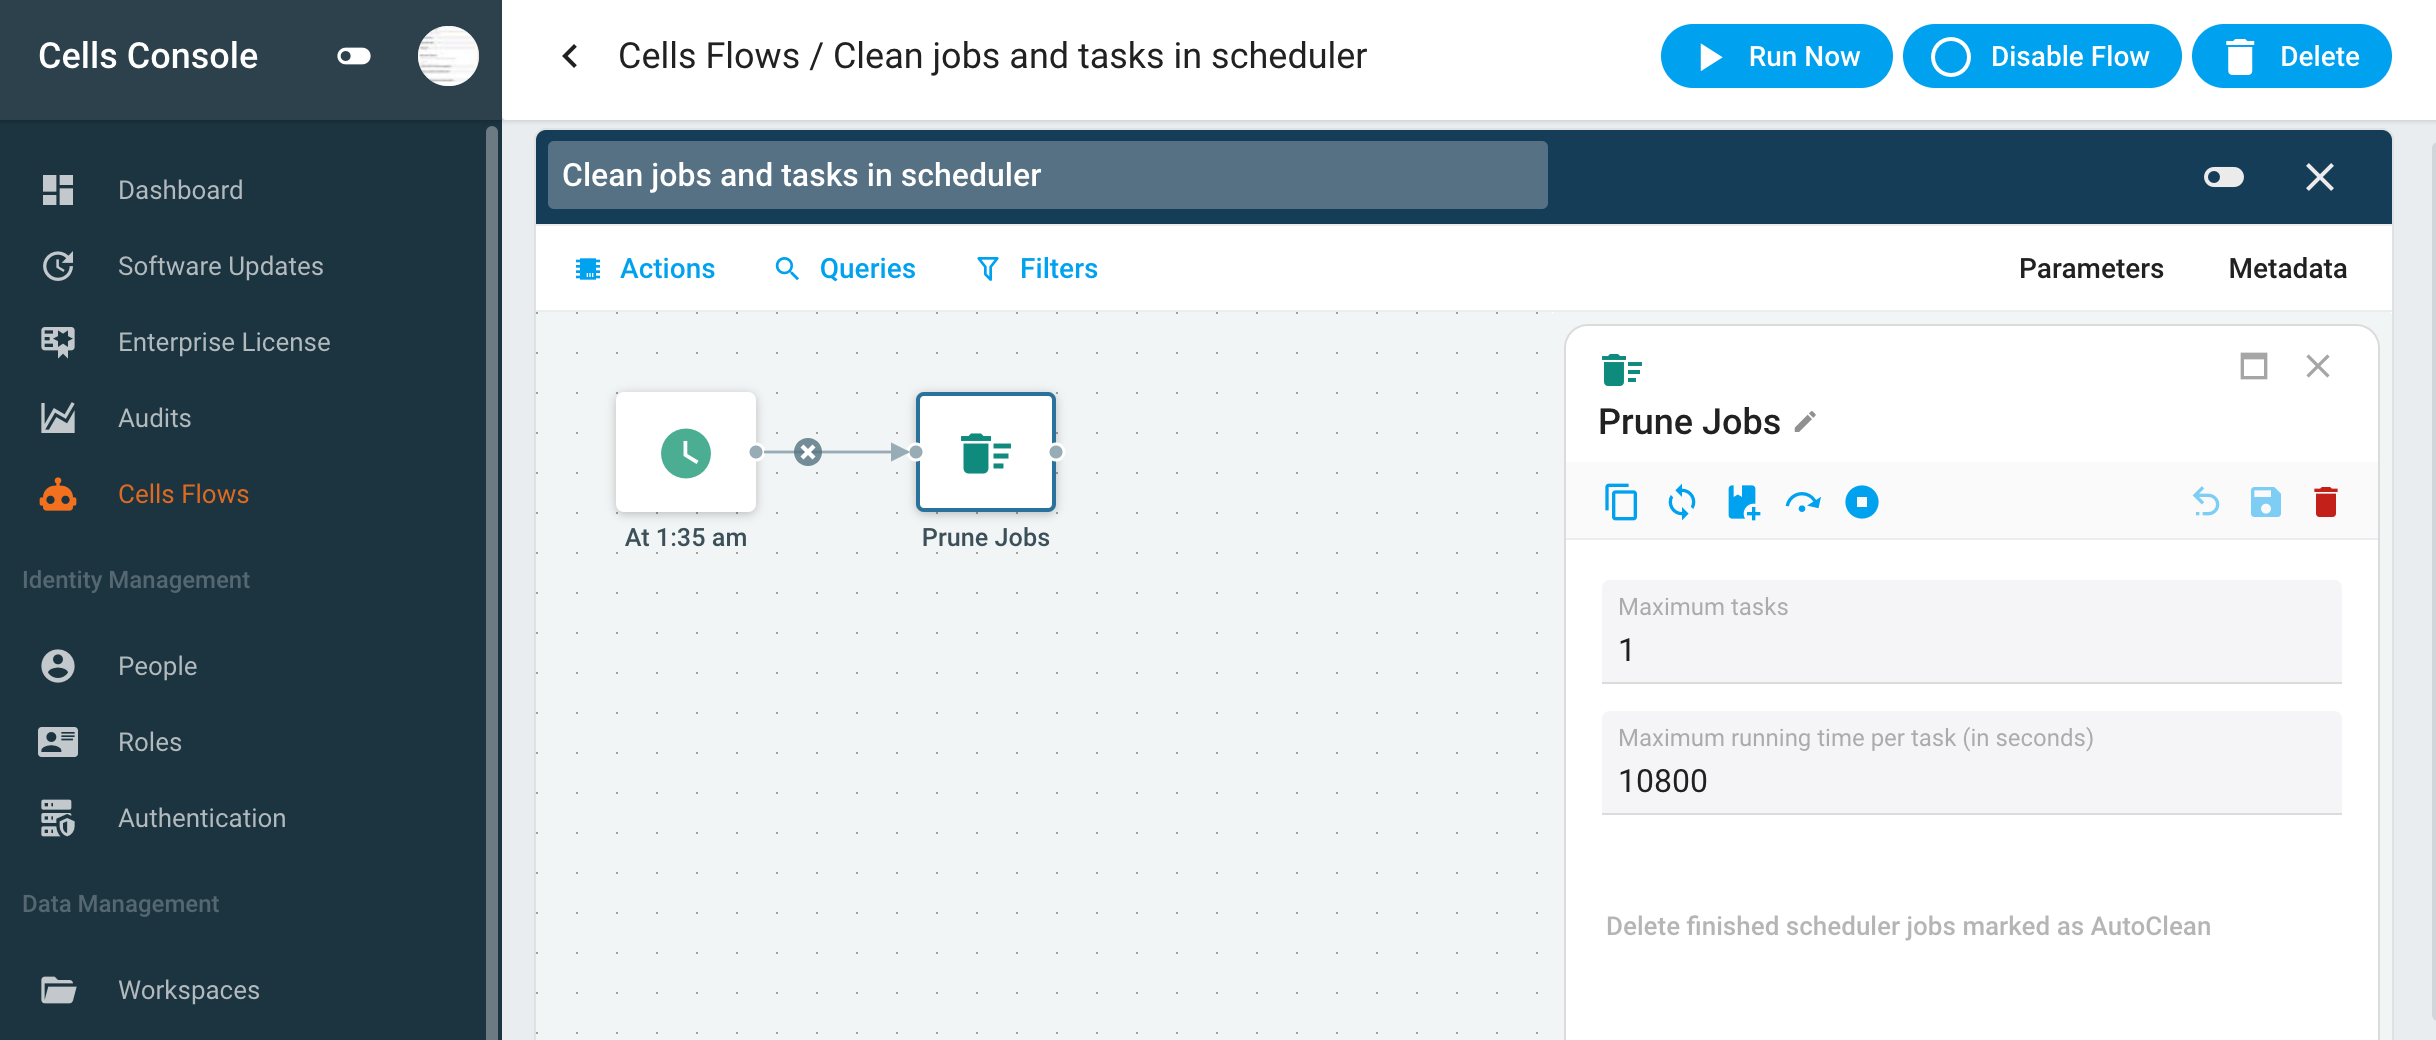 Cells Console
Cells Flows / Clean jobs and tasks in scheduler
Run Now
Disable Flow
Delete
Dashboard
Software Updates
Enterprise License
Audits
Cells Flows
Identity Management
People
Roles
Authentication
Data Management
Workspaces
Clean jobs and tasks in scheduler
Actions
Queries
Filters
Parameters
Metadata
At 1:35 am
Prune Jobs
Prune Jobs
Maximum tasks
1
Maximum running time per task (in seconds)
10800
Delete finished scheduler jobs marked as AutoClean